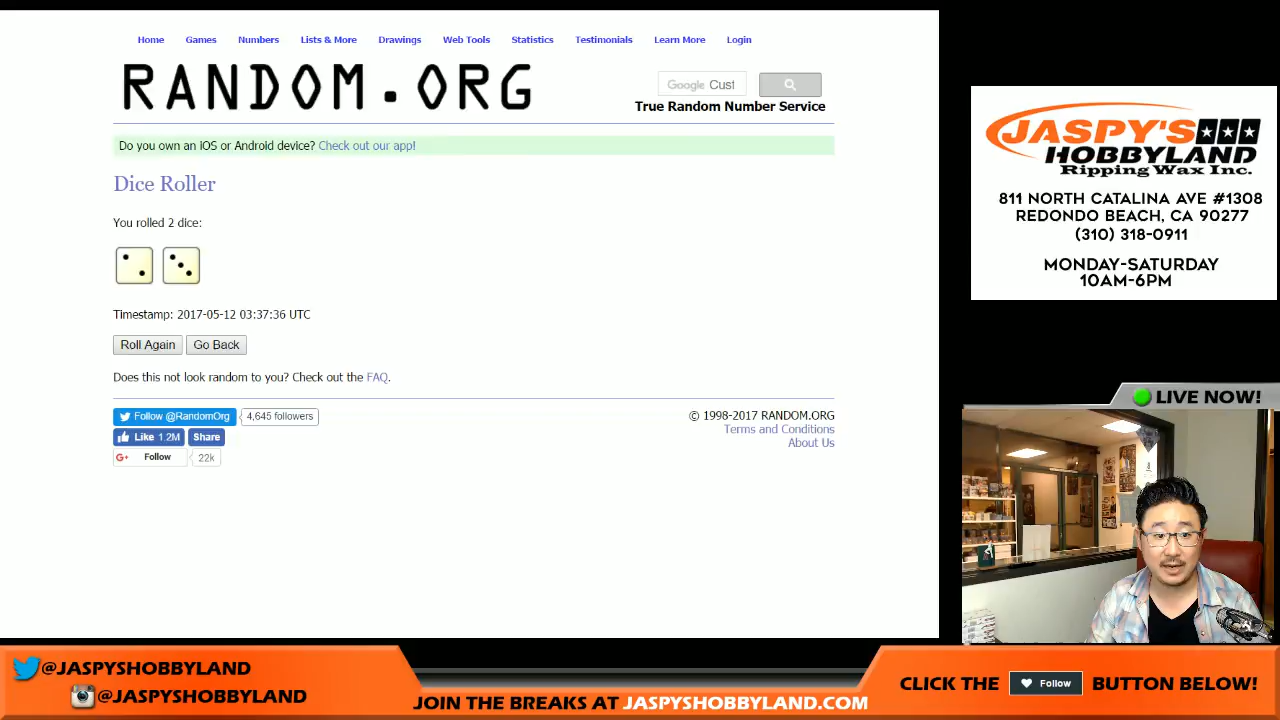 Home Games Numbers Lists & More Drawings Web Tools Statistics Testimonials Learn More Login
RANDOM.ORG
Google Cust
True Random Number Service
Do you own an iOS or Android device? Check out our app!
Dice Roller
You rolled 2 dice:
Timestamp: 2017-05-12 03:37:36 UTC
Roll Again Go Back
Does this not look random to you? Check out the FAQ.
Follow @RandomOrg 4,645 followers
Like 1.2M Share
G+ Follow 22k
© 1998-2017 RANDOM.ORG
Terms and Conditions
About Us
JASPY'S
HOBBYLAND
Ripping Wax Inc.
811 NORTH CATALINA AVE #1308
REDONDO BEACH, CA 90277
(310) 318-0911
MONDAY-SATURDAY
10AM-6PM
LIVE NOW!
@JASPYSHOBBYLAND
@JASPYSHOBBYLAND
JOIN THE BREAKS AT JASPYSHOBBYLAND.COM
CLICK THE Follow BUTTON BELOW!